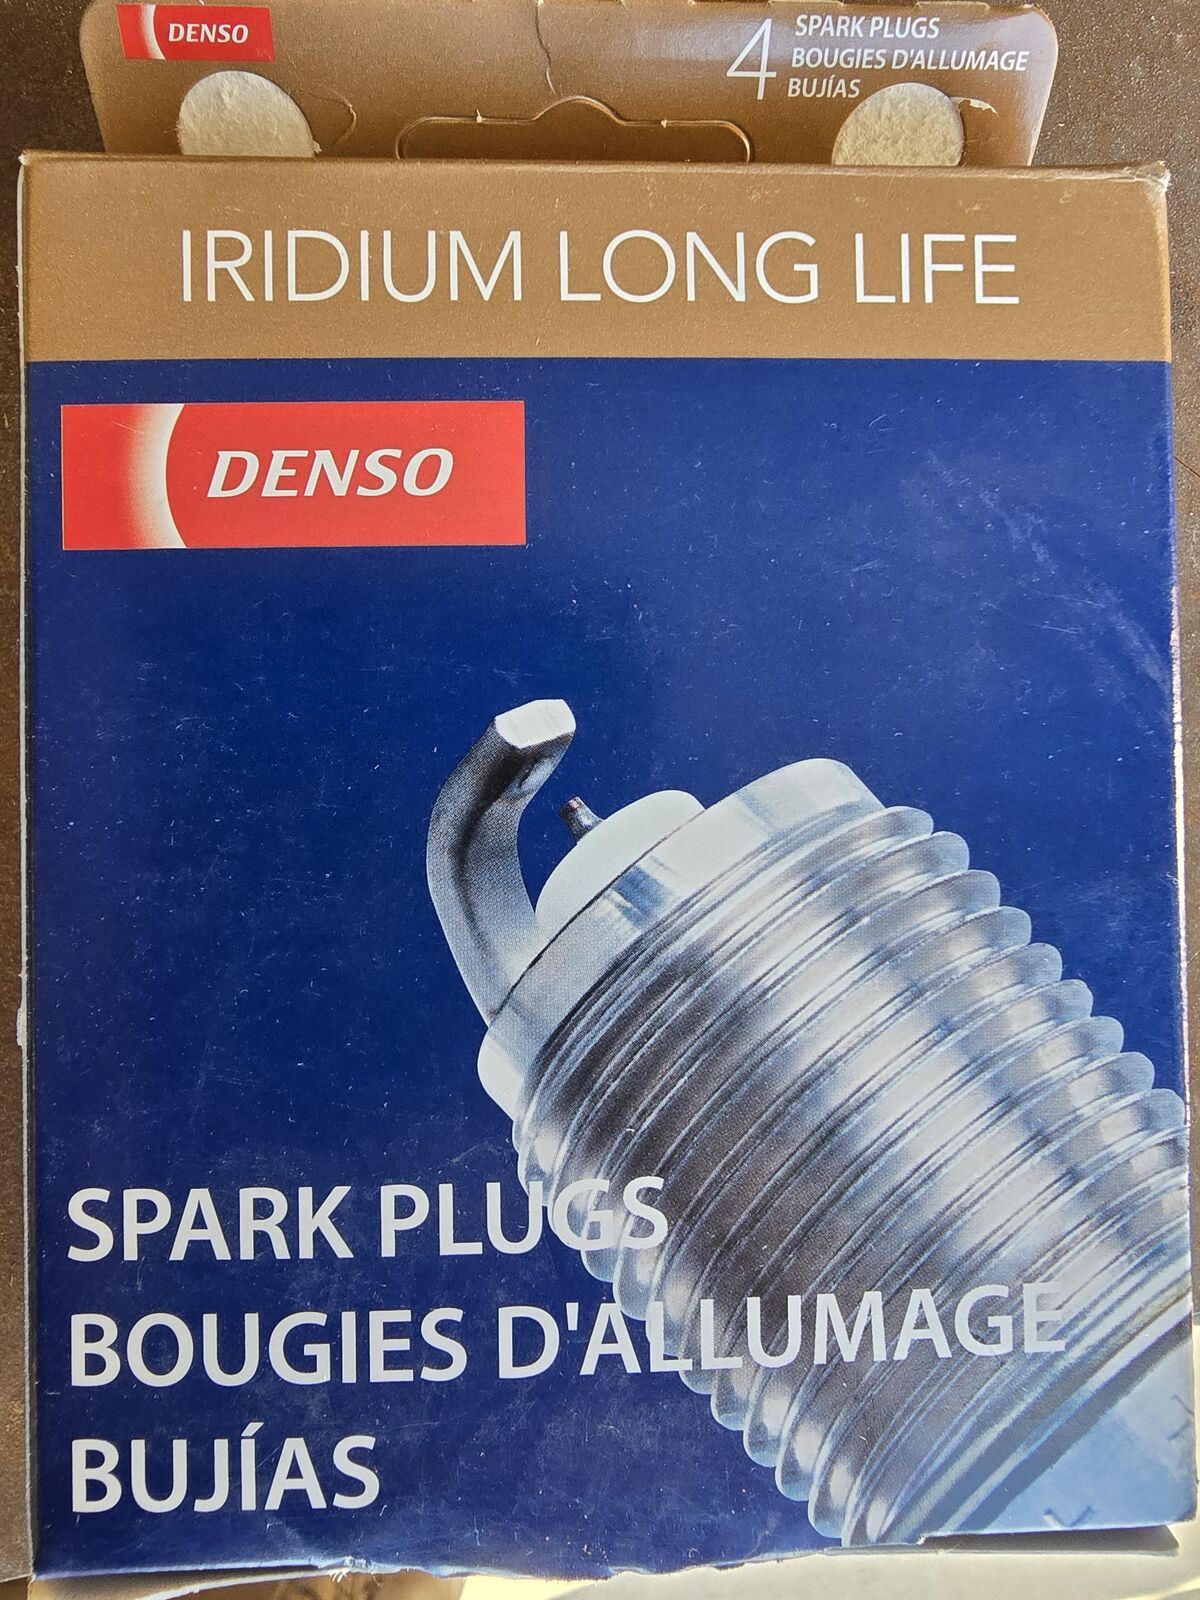 DENSO
4
SPARK PLUGS
BOUGIES D'ALLUMAGE
BUJÍAS
IRIDIUM LONG LIFE
DENSO
SPARK PLUGS
BOUGIES D'ALLUMAGE
BUJÍAS